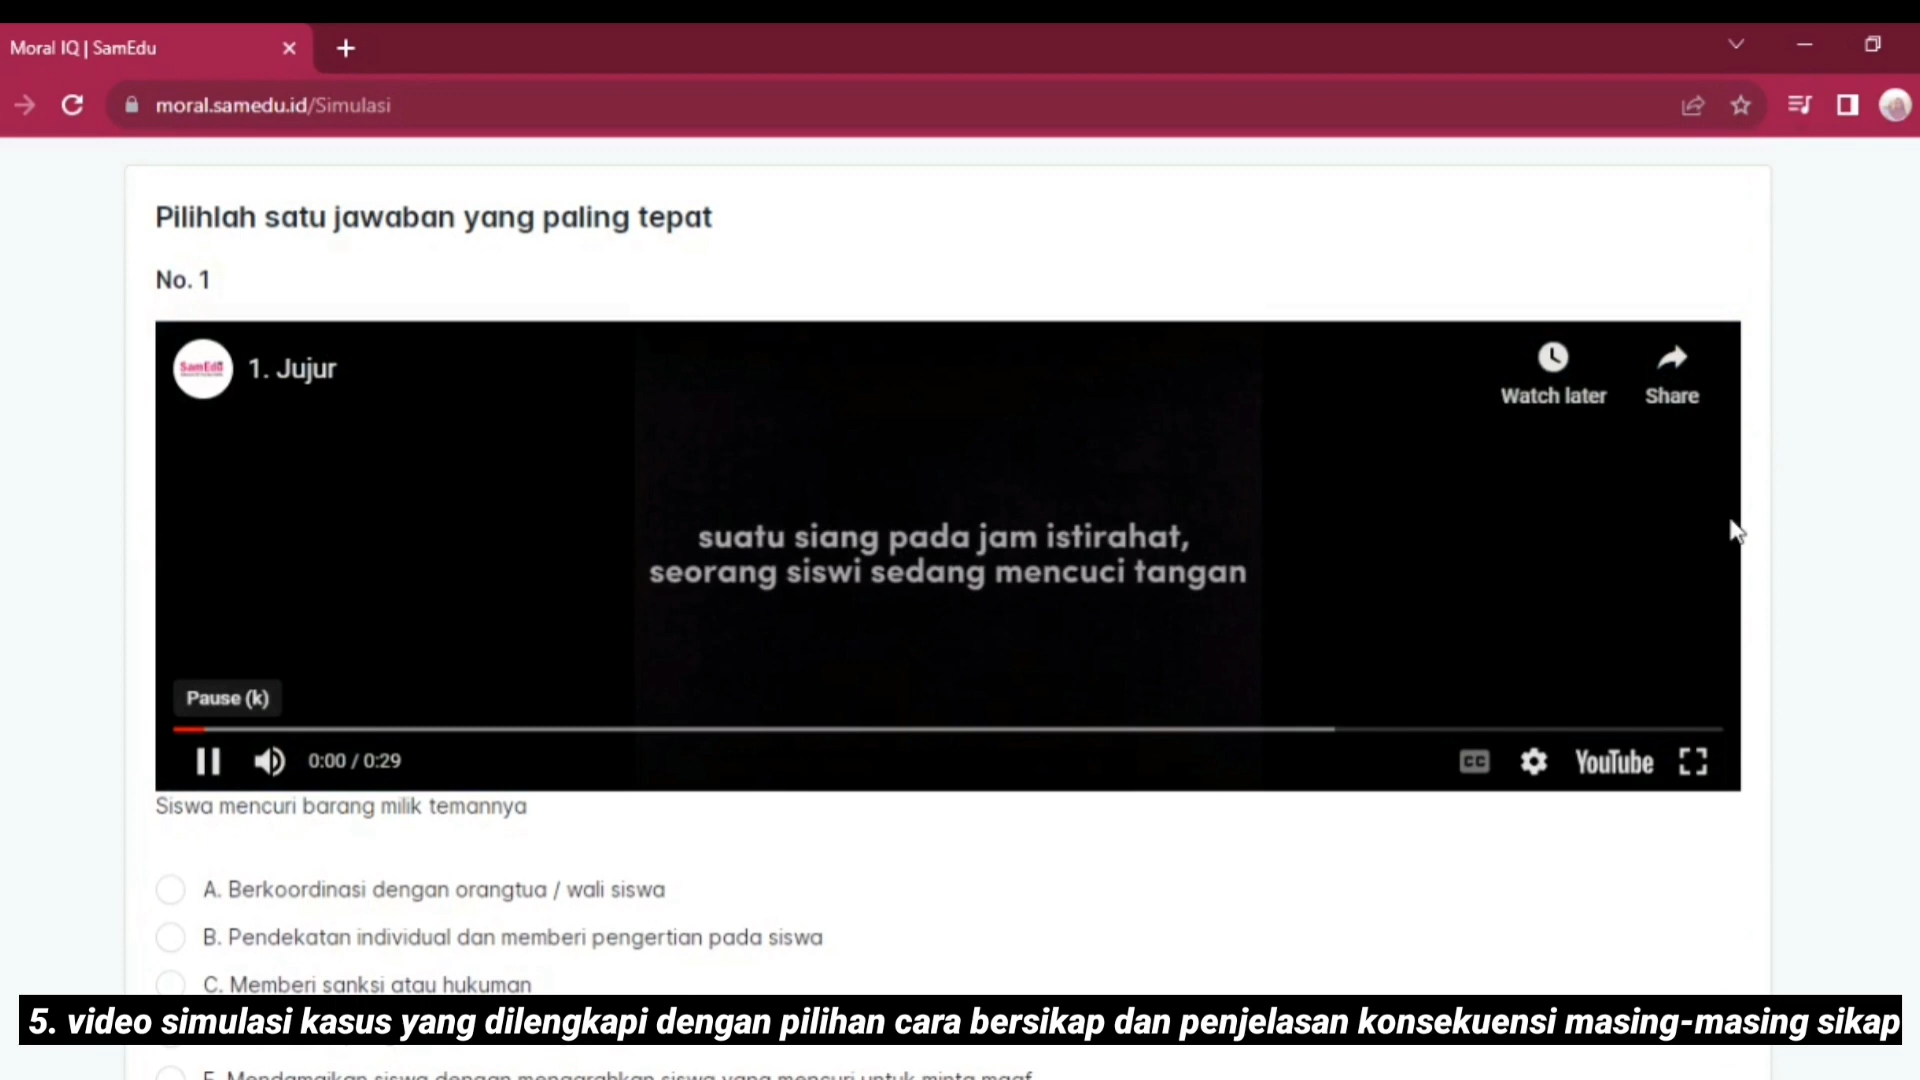 Moral IQ | SamEdu
moral.samedu.id/Simulasi
Pilihlah satu jawaban yang paling tepat
No. 1
SamEdu
1. Jujur
Watch later
Share
suatu siang pada jam istirahat,
seorang siswi sedang mencuci tangan
Pause (k)
0:00 / 0:29
CC
YouTube
Siswa mencuri barang milik temannya
A. Berkoordinasi dengan orangtua / wali siswa
B. Pendekatan individual dan memberi pengertian pada siswa
C. Memberi sanksi atau hukuman
5. video simulasi kasus yang dilengkapi dengan pilihan cara bersikap dan penjelasan konsekuensi masing-masing sikap
E. Mendamaikan siswa dengan mengarahkan siswa yang mencuri untuk minta maaf